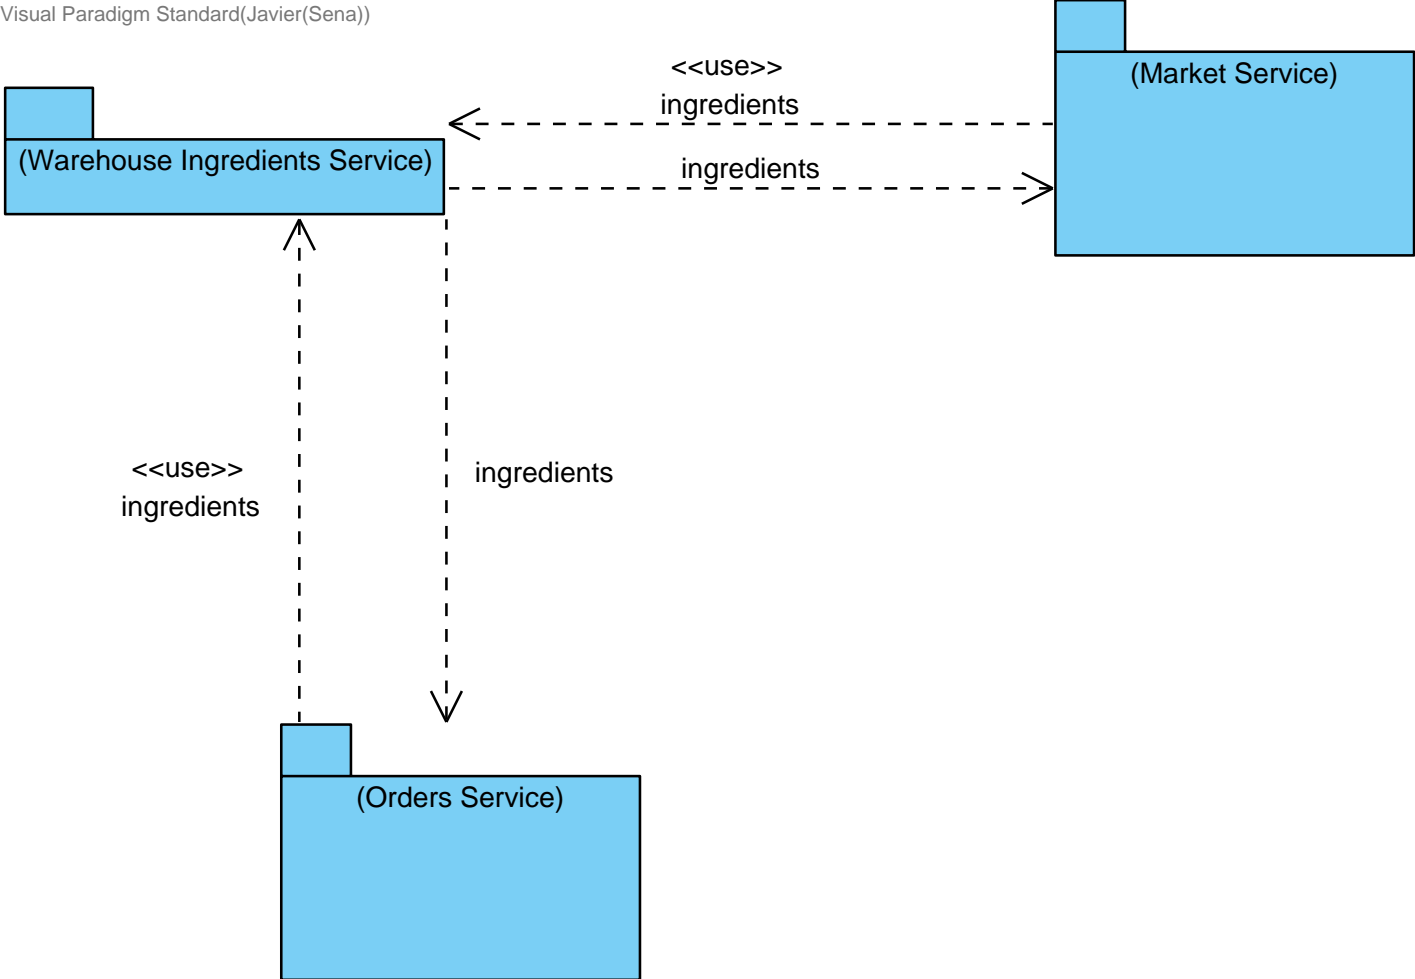 Visual Paradigm Standard(Javier(Sena))
<<use>>
ingredients
(Market Service)
(Warehouse Ingredients Service)
ingredients
<<use>>
ingredients
ingredients
(Orders Service)